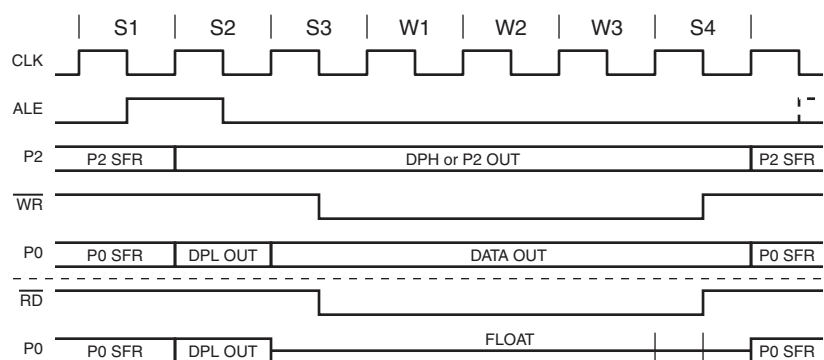 S1 S2 S3 W1 W2 W3 S4
CLK
ALE
P2 P2 SFR DPH or P2 OUT P2 SFR
WR
P0 P0 SFR DPL OUT DATA OUT P0 SFR
RD
P0 P0 SFR DPL OUT FLOAT P0 SFR